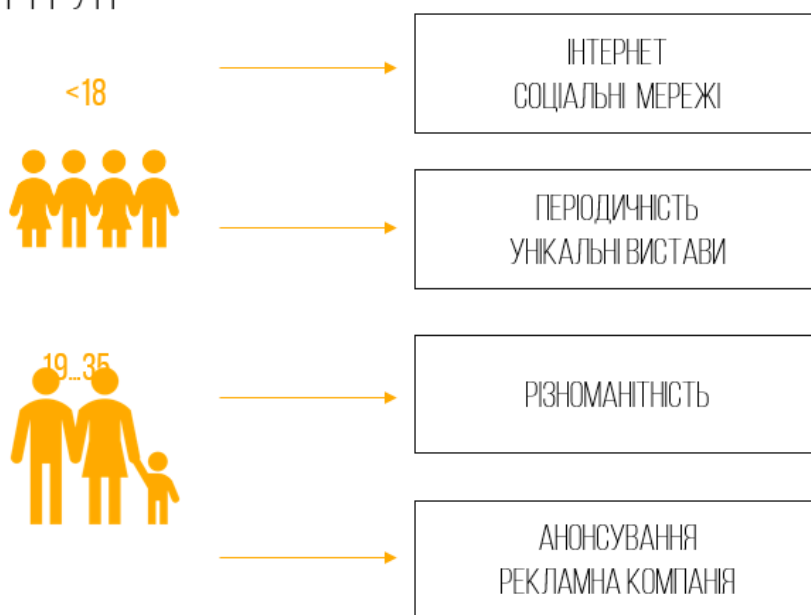 <18
ІНТЕРНЕТ
СОЦІАЛЬНІ МЕРЕЖІ
ПЕРІОДИЧНІСТЬ
УНІКАЛЬНІ ВИСТАВИ
19...35
РІЗНОМАНІТНІСТЬ
АНОНСУВАННЯ
РЕКЛАМНА КОМПАНІЯ